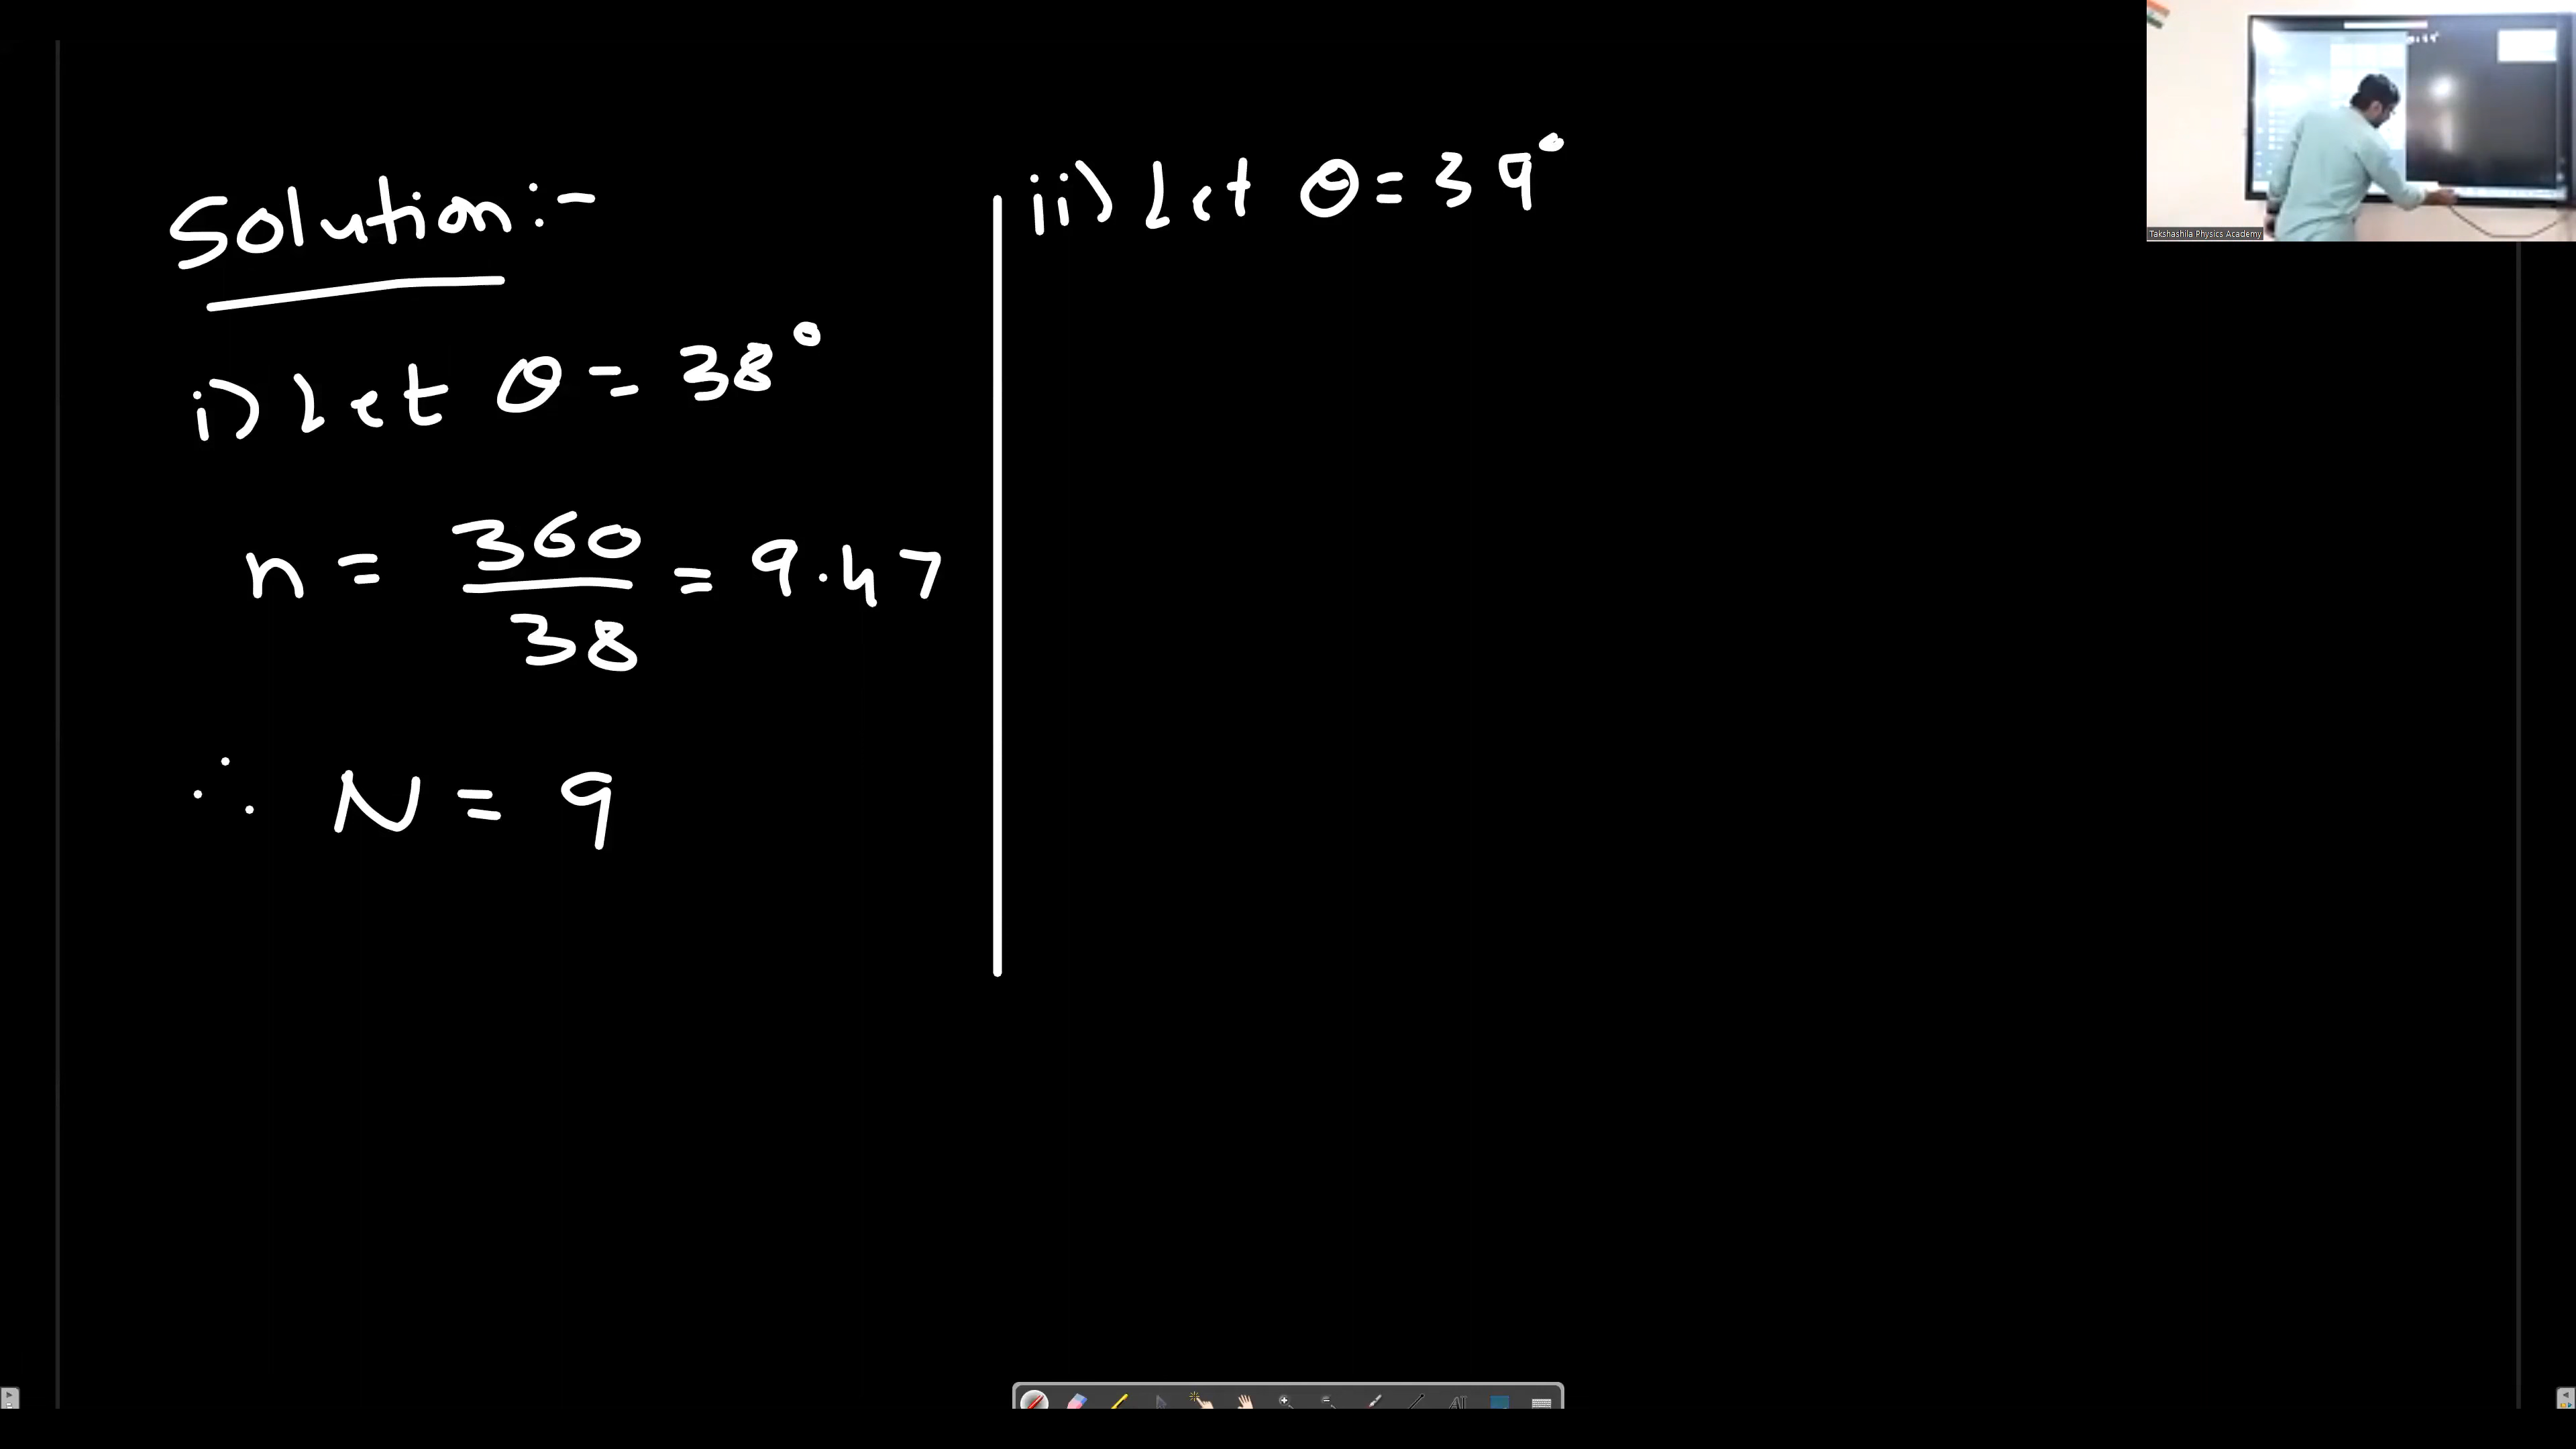 Solution:-
i) Let θ = 38°
n = 360/38 = 9.47
∴ N = 9
ii) Let θ = 39°
Takshashila Physics Academy